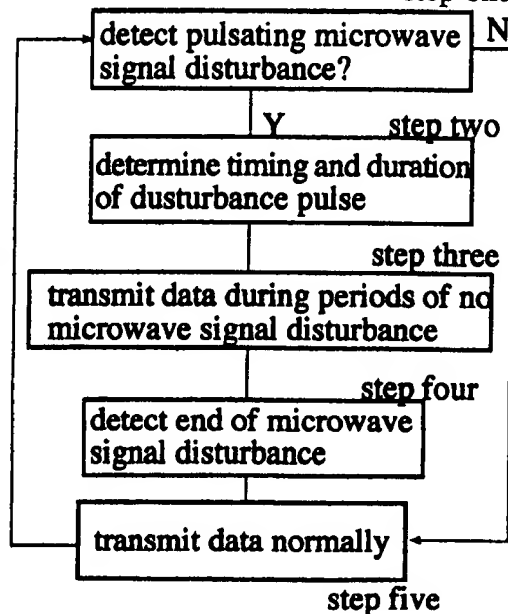 detect pulsating microwave
signal disturbance?
N
Y
step two
determine timing and duration
of dusturbance pulse
step three
transmit data during periods of no
microwave signal disturbance
step four
detect end of microwave
signal disturbance
transmit data normally
step five